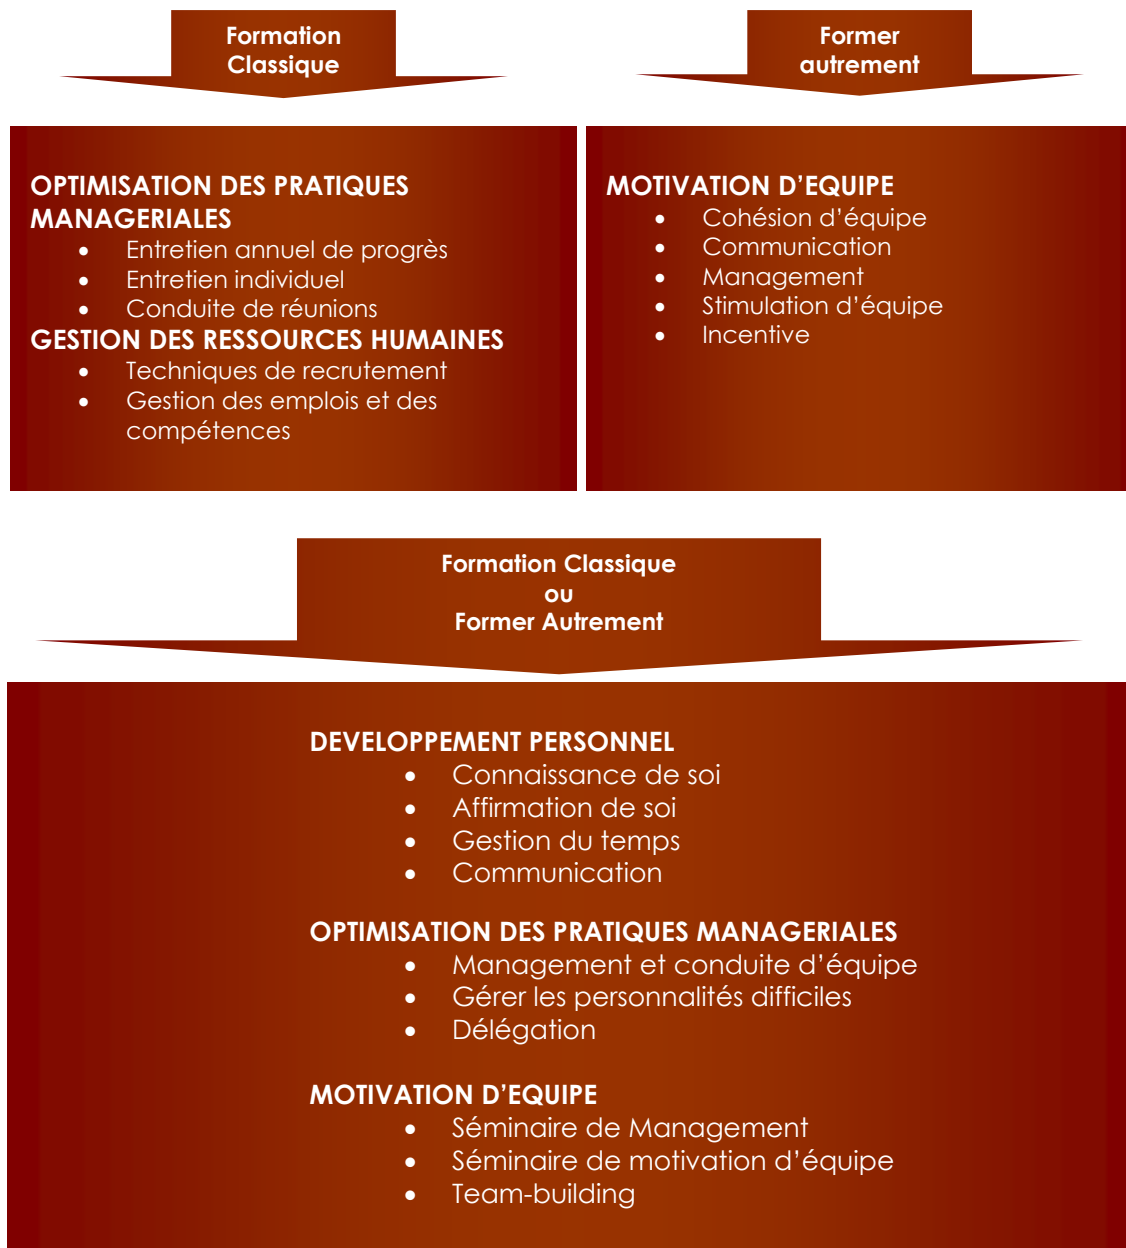 Formation
Classique
Former
autrement
OPTIMISATION DES PRATIQUES
MANAGERIALES
• Entretien annuel de progrès
• Entretien individuel
• Conduite de réunions
GESTION DES RESSOURCES HUMAINES
• Techniques de recrutement
• Gestion des emplois et des
compétences
MOTIVATION D’EQUIPE
• Cohésion d’équipe
• Communication
• Management
• Stimulation d’équipe
• Incentive
Formation Classique
ou
Former Autrement
DEVELOPPEMENT PERSONNEL
• Connaissance de soi
• Affirmation de soi
• Gestion du temps
• Communication
OPTIMISATION DES PRATIQUES MANAGERIALES
• Management et conduite d’équipe
• Gérer les personnalités difficiles
• Délégation
MOTIVATION D’EQUIPE
• Séminaire de Management
• Séminaire de motivation d’équipe
• Team-building